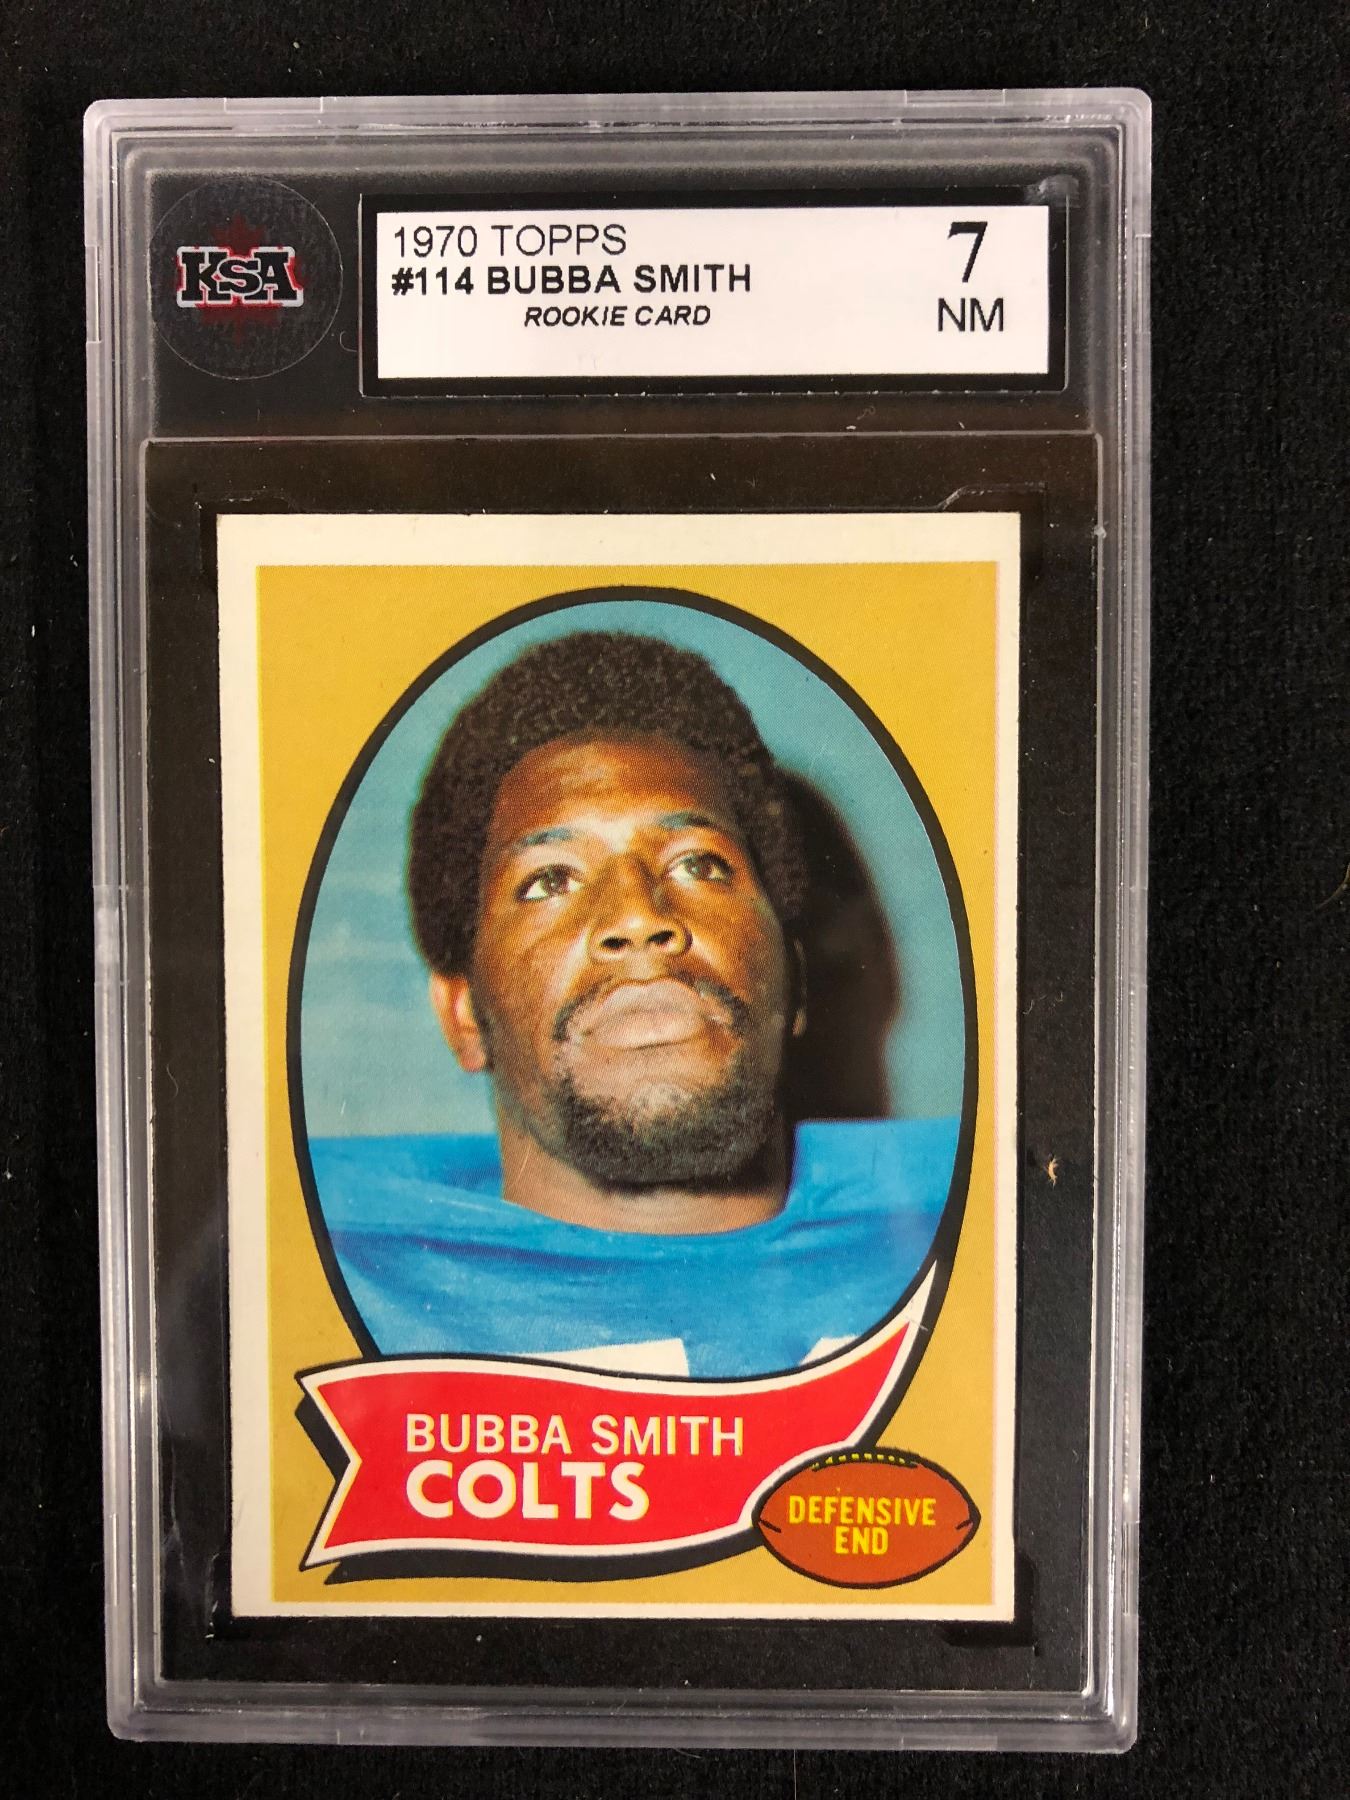 KSA
1970 TOPPS
#114 BUBBA SMITH
ROOKIE CARD
7
NM
BUBBA SMITH
COLTS
DEFENSIVE
END